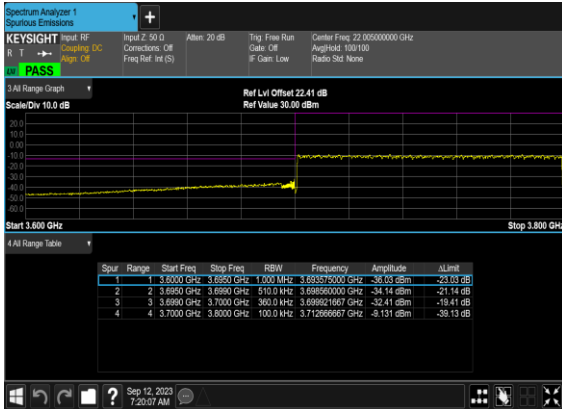 Spectrum Analyzer 1
Spurious Emissions
+
KEYSIGHT Input: RF Input Z: 50 Ω Atten: 20 dB Trig: Free Run Center Freq: 22.005000000 GHz
R T Coupling: DC Corrections: Off Gate: Off Avg|Hold: 100/100
Align: Off Freq Ref: Int (S) IF Gain: Low Radio Std: None
PASS
3 All Range Graph Ref Lvl Offset 22.41 dB
Scale/Div 10.0 dB Ref Value 30.00 dBm
20.0
10.0
0.00
-10.0
-20.0
-30.0
-40.0
-50.0
-60.0
Start 3.600 GHz Stop 3.800 GHz
4 All Range Table
Spur Range Start Freq Stop Freq RBW Frequency Amplitude ΔLimit
1 1 3.6000 GHz 3.6950 GHz 1.000 MHz 3.693575000 GHz -36.03 dBm -23.03 dB
2 2 3.6950 GHz 3.6990 GHz 510.0 kHz 3.698560000 GHz -34.14 dBm -21.14 dB
3 3 3.6990 GHz 3.7000 GHz 360.0 kHz 3.699921667 GHz -32.41 dBm -19.41 dB
4 4 3.7000 GHz 3.8000 GHz 100.0 kHz 3.712666667 GHz -9.131 dBm -39.13 dB
? Sep 12, 2023
7:20:07 AM